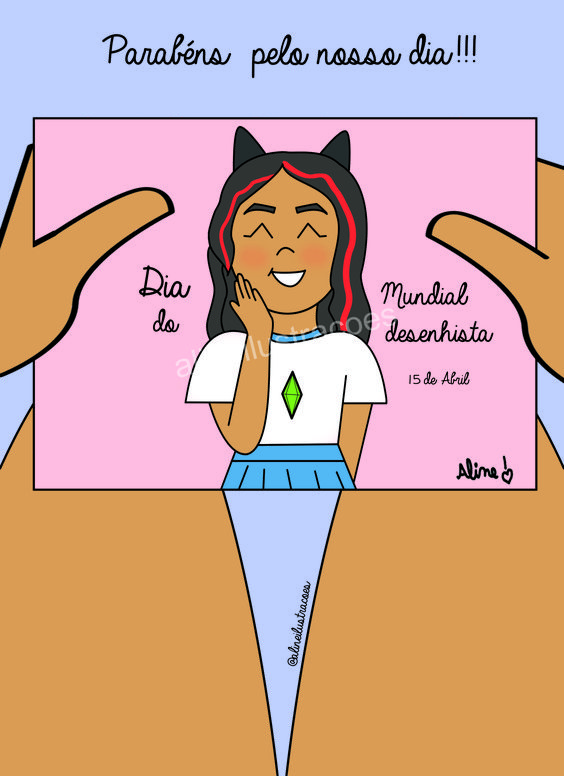 Parabéns pelo nosso dia!!!
Dia
do
Mundial
desenhista
15 de Abril
Aline
@alineilustracoes